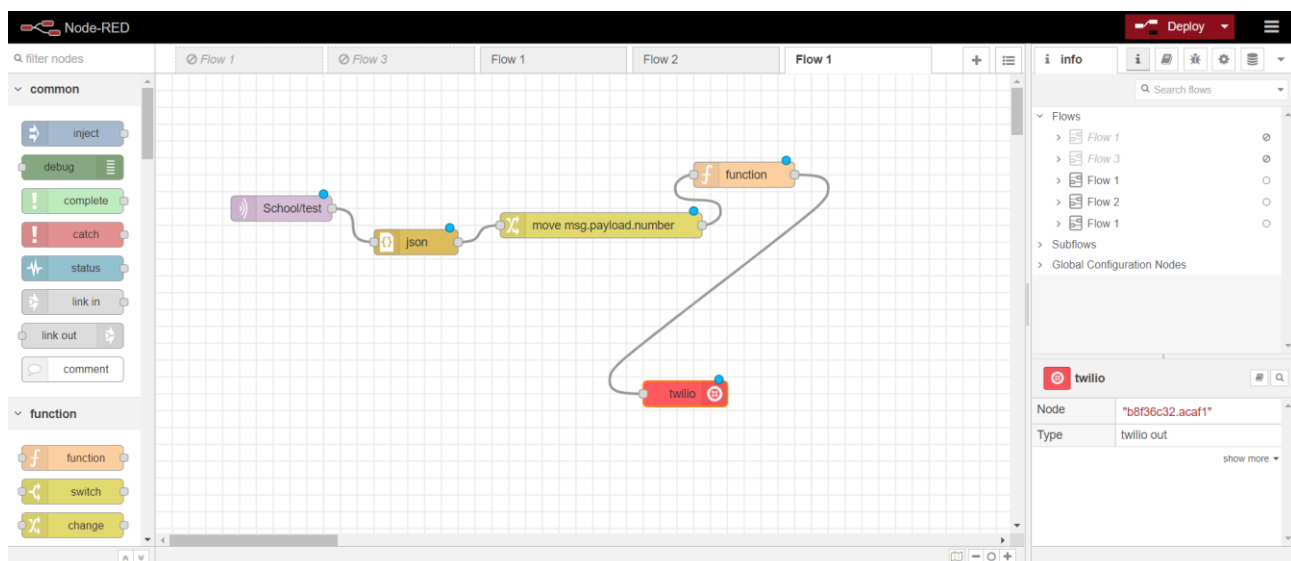 Node-RED
Deploy
filter nodes
Flow 1
Flow 3
Flow 1
Flow 2
Flow 1
info
i
common
inject
debug
complete
catch
status
link in
link out
comment
function
function
switch
change
School/test
json
move msg.payload.number
function
twilio
Search flows
Flows
Flow 1
Flow 3
Flow 1
Flow 2
Flow 1
Subflows
Global Configuration Nodes
twilio
Node "b8f36c32.acaf1"
Type twilio out
show more